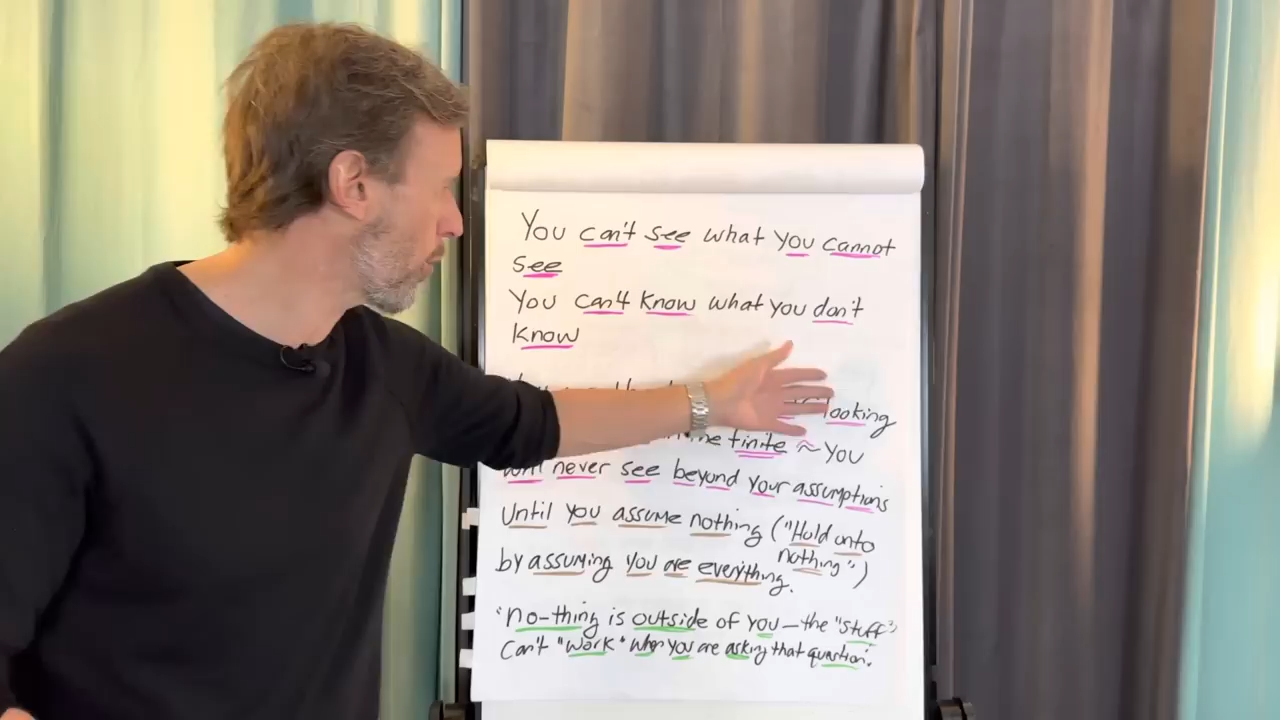 You can't see what you cannot
see
You can't know what you don't
know
looking
finite ≈ You
will never see beyond your assumptions
Until you assume nothing ("Hold onto
nothing")
by assuming you are everything.
"No-thing is outside of you—the "stuff"
can't "work" when you are asking that question".